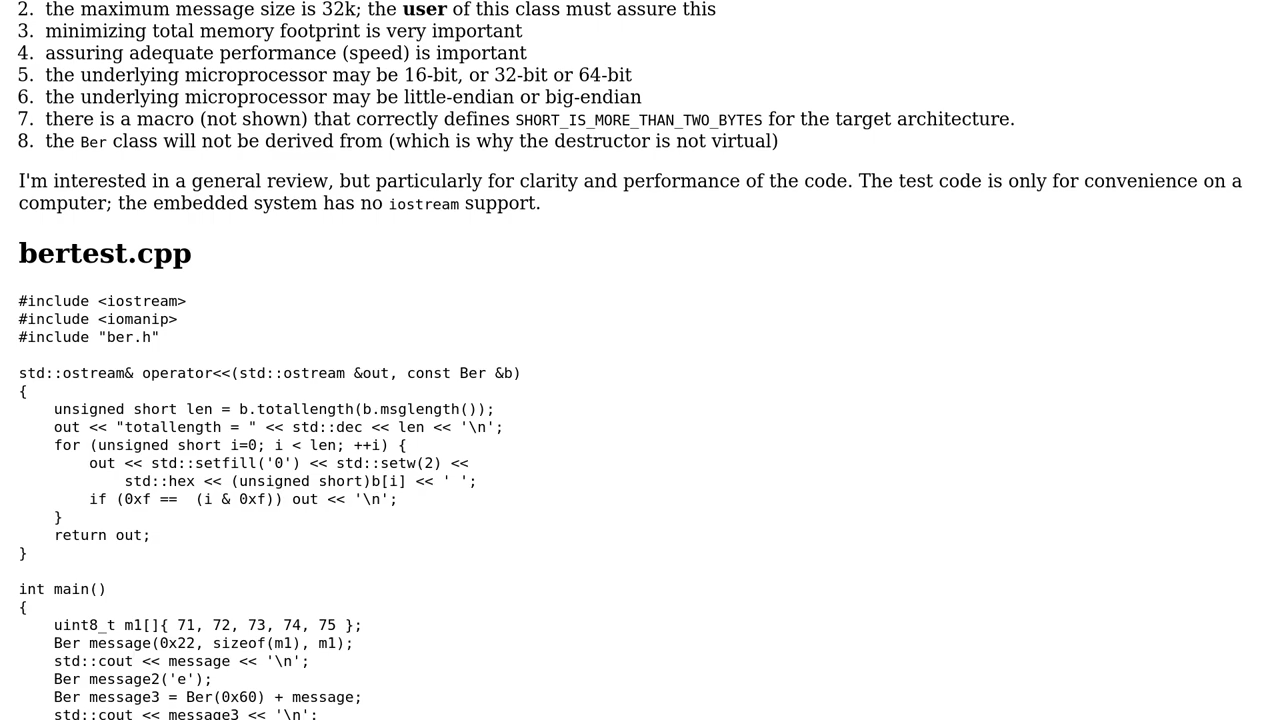 2. the maximum message size is 32k; the user of this class must assure this
3. minimizing total memory footprint is very important
4. assuring adequate performance (speed) is important
5. the underlying microprocessor may be 16-bit, or 32-bit or 64-bit
6. the underlying microprocessor may be little-endian or big-endian
7. there is a macro (not shown) that correctly defines SHORT_IS_MORE_THAN_TWO_BYTES for the target architecture.
8. the Ber class will not be derived from (which is why the destructor is not virtual)
I'm interested in a general review, but particularly for clarity and performance of the code. The test code is only for convenience on a
computer; the embedded system has no iostream support.
bertest.cpp
#include <iostream>
#include <iomanip>
#include "ber.h"
std::ostream& operator<<(std::ostream &out, const Ber &b)
{
    unsigned short len = b.totallength(b.msglength());
    out << "totallength = " << std::dec << len << '\n';
    for (unsigned short i=0; i < len; ++i) {
        out << std::setfill('0') << std::setw(2) <<
            std::hex << (unsigned short)b[i] << ' ';
        if (0xf ==  (i & 0xf)) out << '\n';
    }
    return out;
}
int main()
{
    uint8_t m1[]{ 71, 72, 73, 74, 75 };
    Ber message(0x22, sizeof(m1), m1);
    std::cout << message << '\n';
    Ber message2('e');
    Ber message3 = Ber(0x60) + message;
    std::cout << message3 << '\n';